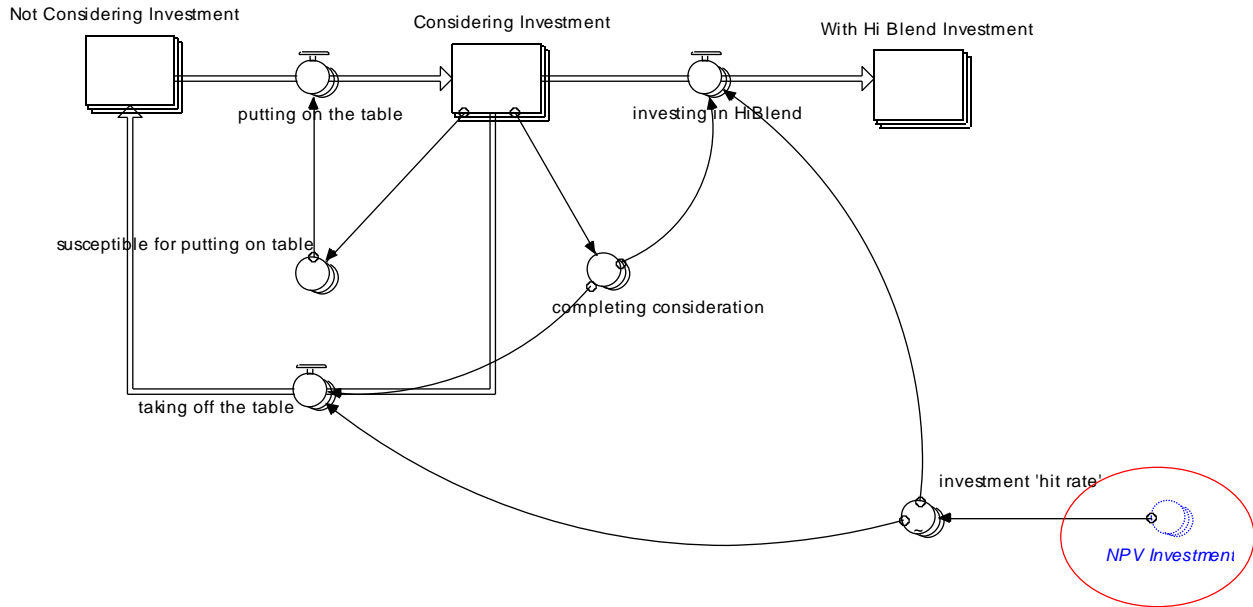 Not Considering Investment
Considering Investment
With Hi Blend Investment
putting on the table
investing in HiBlend
susceptible for putting on table
completing consideration
taking off the table
investment 'hit rate'
~
NPV Investment